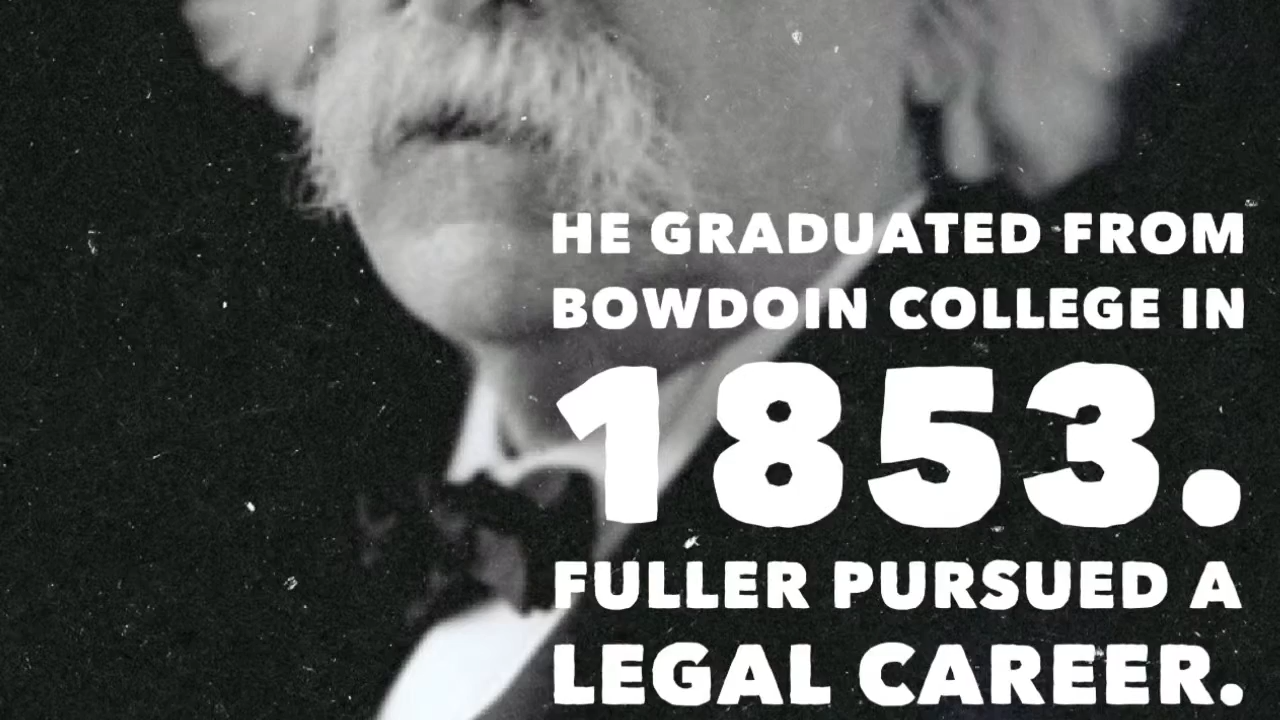 HE GRADUATED FROM
BOWDOIN COLLEGE IN
1853.
FULLER PURSUED A
LEGAL CAREER.